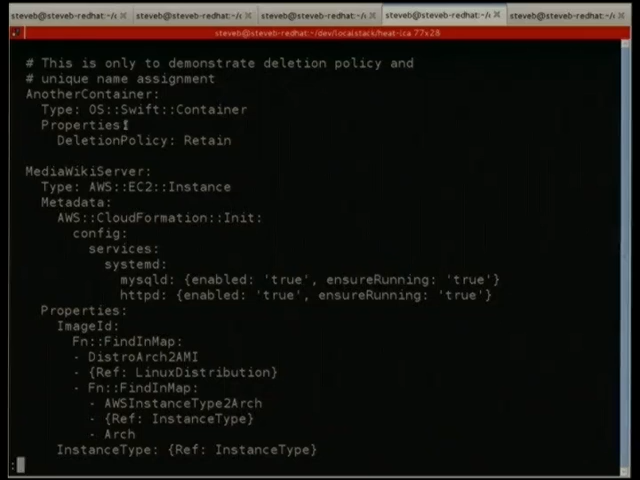 steveb@steveb-redhat:~/c steveb@steveb-redhat:~/c steveb@steveb-redhat:~/c steveb@steveb-redhat:~/c steveb@steveb-redhat:~/c
steveb@steveb-redhat:~/dev/localstack/heat-ica 77x28
# This is only to demonstrate deletion policy and
# unique name assignment
AnotherContainer:
Type: OS::Swift::Container
Properties:
DeletionPolicy: Retain
MediaWikiServer:
Type: AWS::EC2::Instance
Metadata:
AWS::CloudFormation::Init:
config:
services:
systemd:
mysqld: {enabled: 'true', ensureRunning: 'true'}
httpd: {enabled: 'true', ensureRunning: 'true'}
Properties:
ImageId:
Fn::FindInMap:
- DistroArch2AMI
- {Ref: LinuxDistribution}
- Fn::FindInMap:
- AWSInstanceType2Arch
- {Ref: InstanceType}
- Arch
InstanceType: {Ref: InstanceType}
: